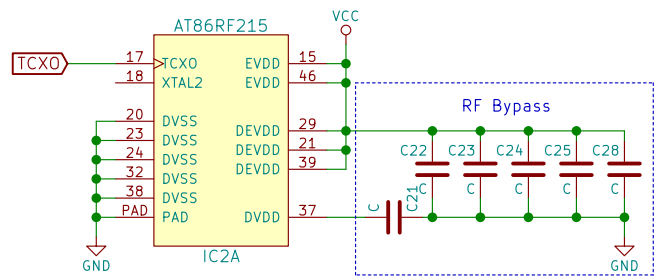 VCC
AT86RF215
TCXO
17 TCXO EVDD 15
18 XTAL2 EVDD 46
RF Bypass
20 DVSS DEVDD 29
23 DVSS DEVDD 21
24 DVSS DEVDD 39
32 DVSS
38 DVSS
PAD PAD DVDD 37
C22 C23 C24 C25 C28
C C C C C
C C21
IC2A
GND
GND